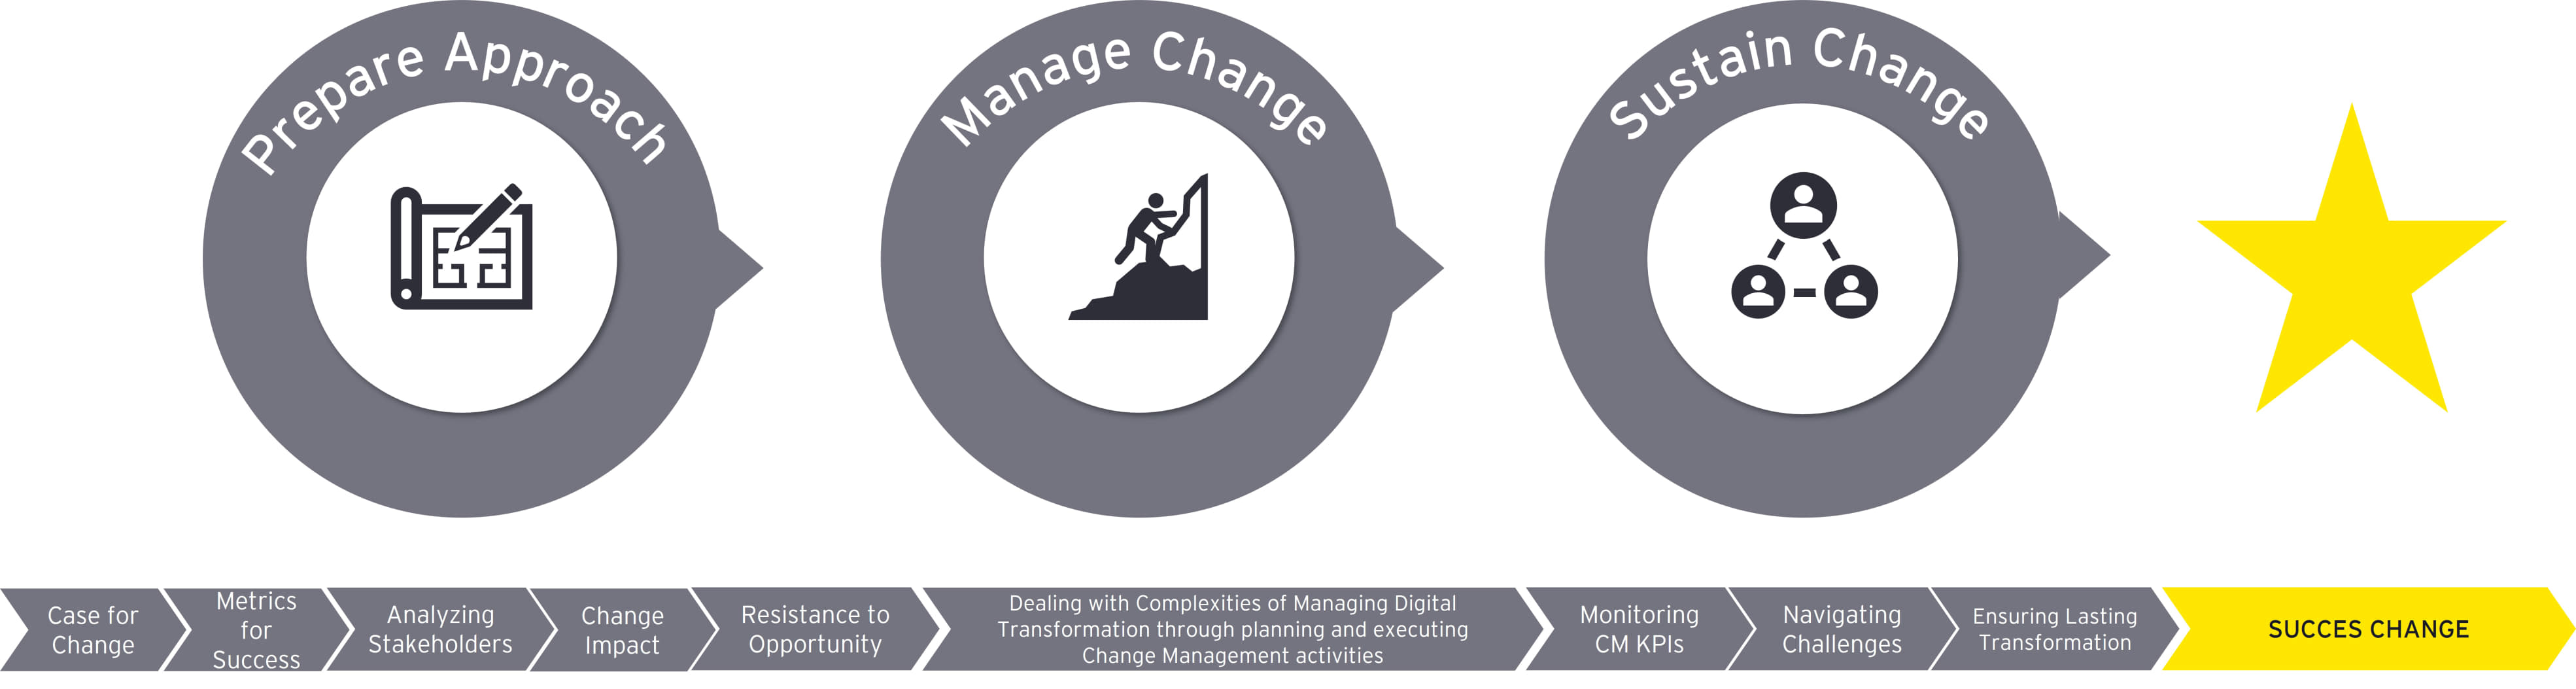 Prepare Approach
Manage Change
Sustain Change
Case for
Change
Metrics
for
Success
Analyzing
Stakeholders
Change
Impact
Resistance to
Opportunity
Dealing with Complexities of Managing Digital
Transformation through planning and executing
Change Management activities
Monitoring
CM KPIs
Navigating
Challenges
Ensuring Lasting
Transformation
SUCCES CHANGE